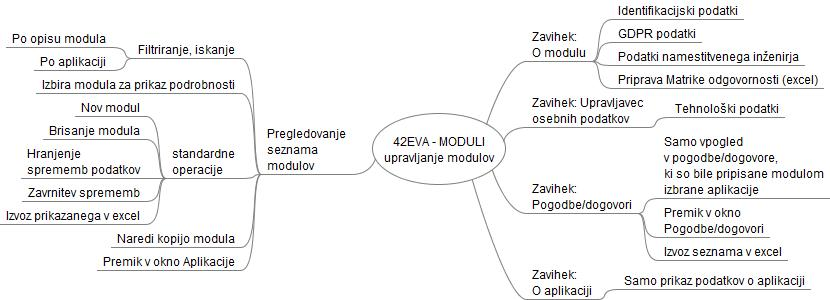 42EVA - MODULI
upravljanje modulov
Pregledovanje
seznama
modulov
Filtriranje, iskanje
Po opisu modula
Po aplikaciji
Izbira modula za prikaz podrobnosti
standardne
operacije
Nov modul
Brisanje modula
Hranjenje
sprememb podatkov
Zavrnitev sprememb
Izvoz prikazanega v excel
Naredi kopijo modula
Premik v okno Aplikacije
Zavihek:
O modulu
Identifikacijski podatki
GDPR podatki
Podatki namestitvenega inženirja
Priprava Matrike odgovornosti (excel)
Zavihek: Upravljavec
osebnih podatkov
Tehnološki podatki
Zavihek:
Pogodbe/dogovori
Samo vpogled
v pogodbe/dogovore,
ki so bile pripisane modulom
izbrane aplikacije
Premik v okno
Pogodbe/dogovori
Izvoz seznama v excel
Zavihek:
O aplikaciji
Samo prikaz podatkov o aplikaciji